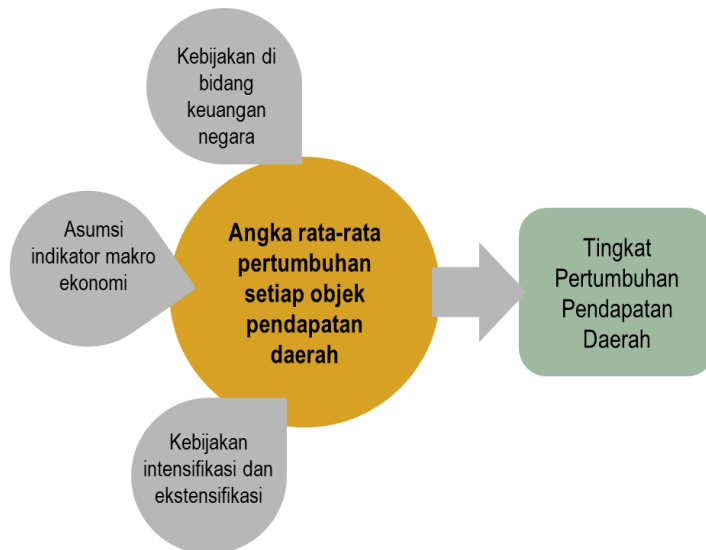 Kebijakan di
bidang
keuangan
negara
Asumsi
indikator makro
ekonomi
Angka rata-rata
pertumbuhan
setiap objek
pendapatan
daerah
Tingkat
Pertumbuhan
Pendapatan
Daerah
Kebijakan
intensifikasi dan
ekstensifikasi